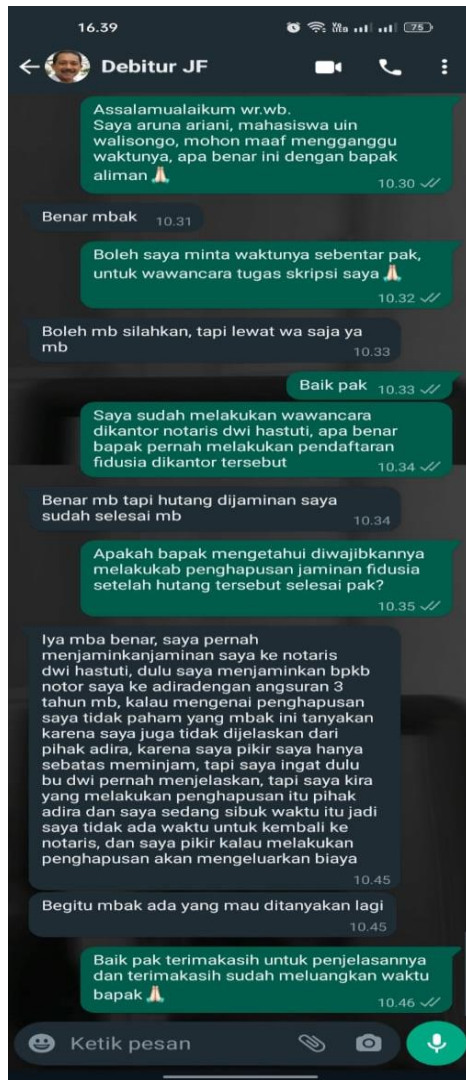 16.39
75
Debitur JF
Assalamualaikum wr.wb.
Saya aruna ariani, mahasiswa uin
walisongo, mohon maaf mengganggu
waktunya, apa benar ini dengan bapak
aliman 🙏🏻
10.30
Benar mbak 10.31
Boleh saya minta waktunya sebentar pak,
untuk wawancara tugas skripsi saya 🙏🏻
10.32
Boleh mb silahkan, tapi lewat wa saja ya
mb 10.33
Baik pak 10.33
Saya sudah melakukan wawancara
dikantor notaris dwi hastuti, apa benar
bapak pernah melakukan pendaftaran
fidusia dikantor tersebut 10.34
Benar mb tapi hutang dijaminan saya
sudah selesai mb 10.34
Apakah bapak mengetahui diwajibkannya
melakukab penghapusan jaminan fidusia
setelah hutang tersebut selesai pak?
10.35
Iya mba benar, saya pernah
menjaminkanjaminan saya ke notaris
dwi hastuti, dulu saya menjaminkan bpkb
notor saya ke adiradengan angsuran 3
tahun mb, kalau mengenai penghapusan
saya tidak paham yang mbak ini tanyakan
karena saya juga tidak dijelaskan dari
pihak adira, karena saya pikir saya hanya
sebatas meminjam, tapi saya ingat dulu
bu dwi pernah menjelaskan, tapi saya kira
yang melakukan penghapusan itu pihak
adira dan saya sedang sibuk waktu itu jadi
saya tidak ada waktu untuk kembali ke
notaris, dan saya pikir kalau melakukan
penghapusan akan mengeluarkan biaya
10.45
Begitu mbak ada yang mau ditanyakan lagi
10.45
Baik pak terimakasih untuk penjelasannya
dan terimakasih sudah meluangkan waktu
bapak 🙏🏻 10.46
Ketik pesan